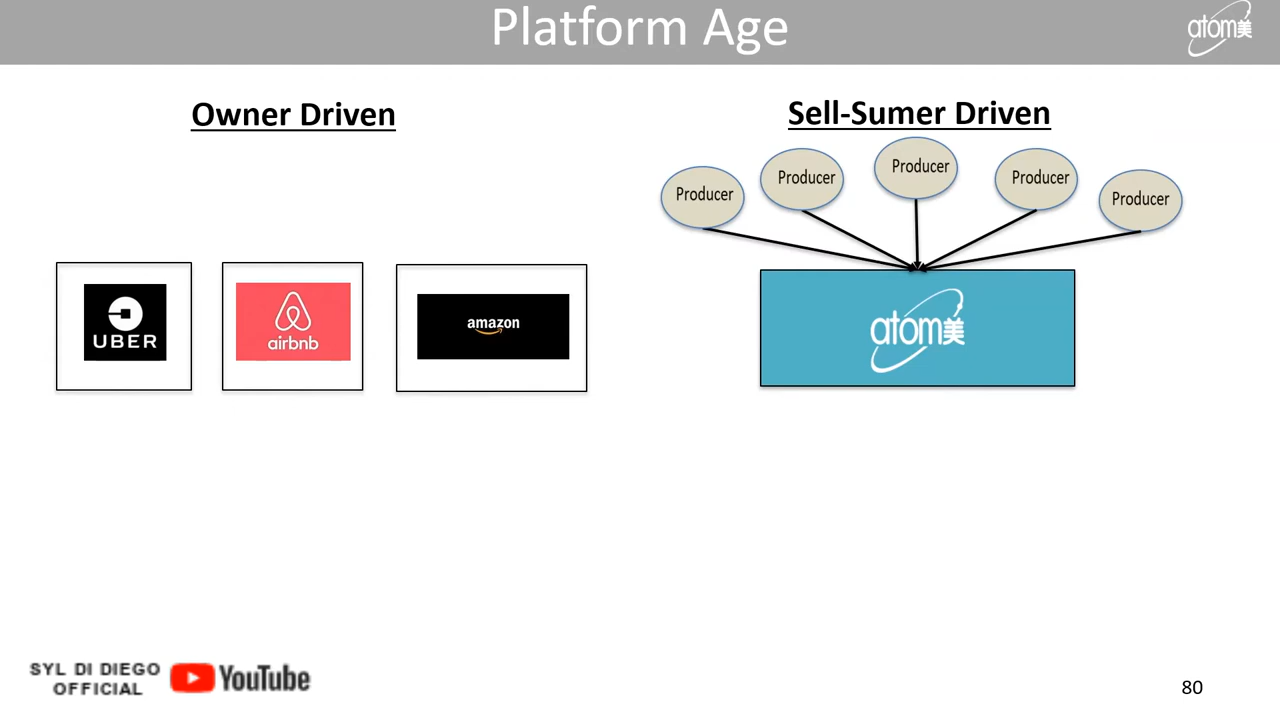 Platform Age
atom美
Owner Driven
Sell-Sumer Driven
Producer
Producer
Producer
Producer
Producer
UBER
airbnb
amazon
atom美
SYL DI DIEGO
OFFICIAL
YouTube
80